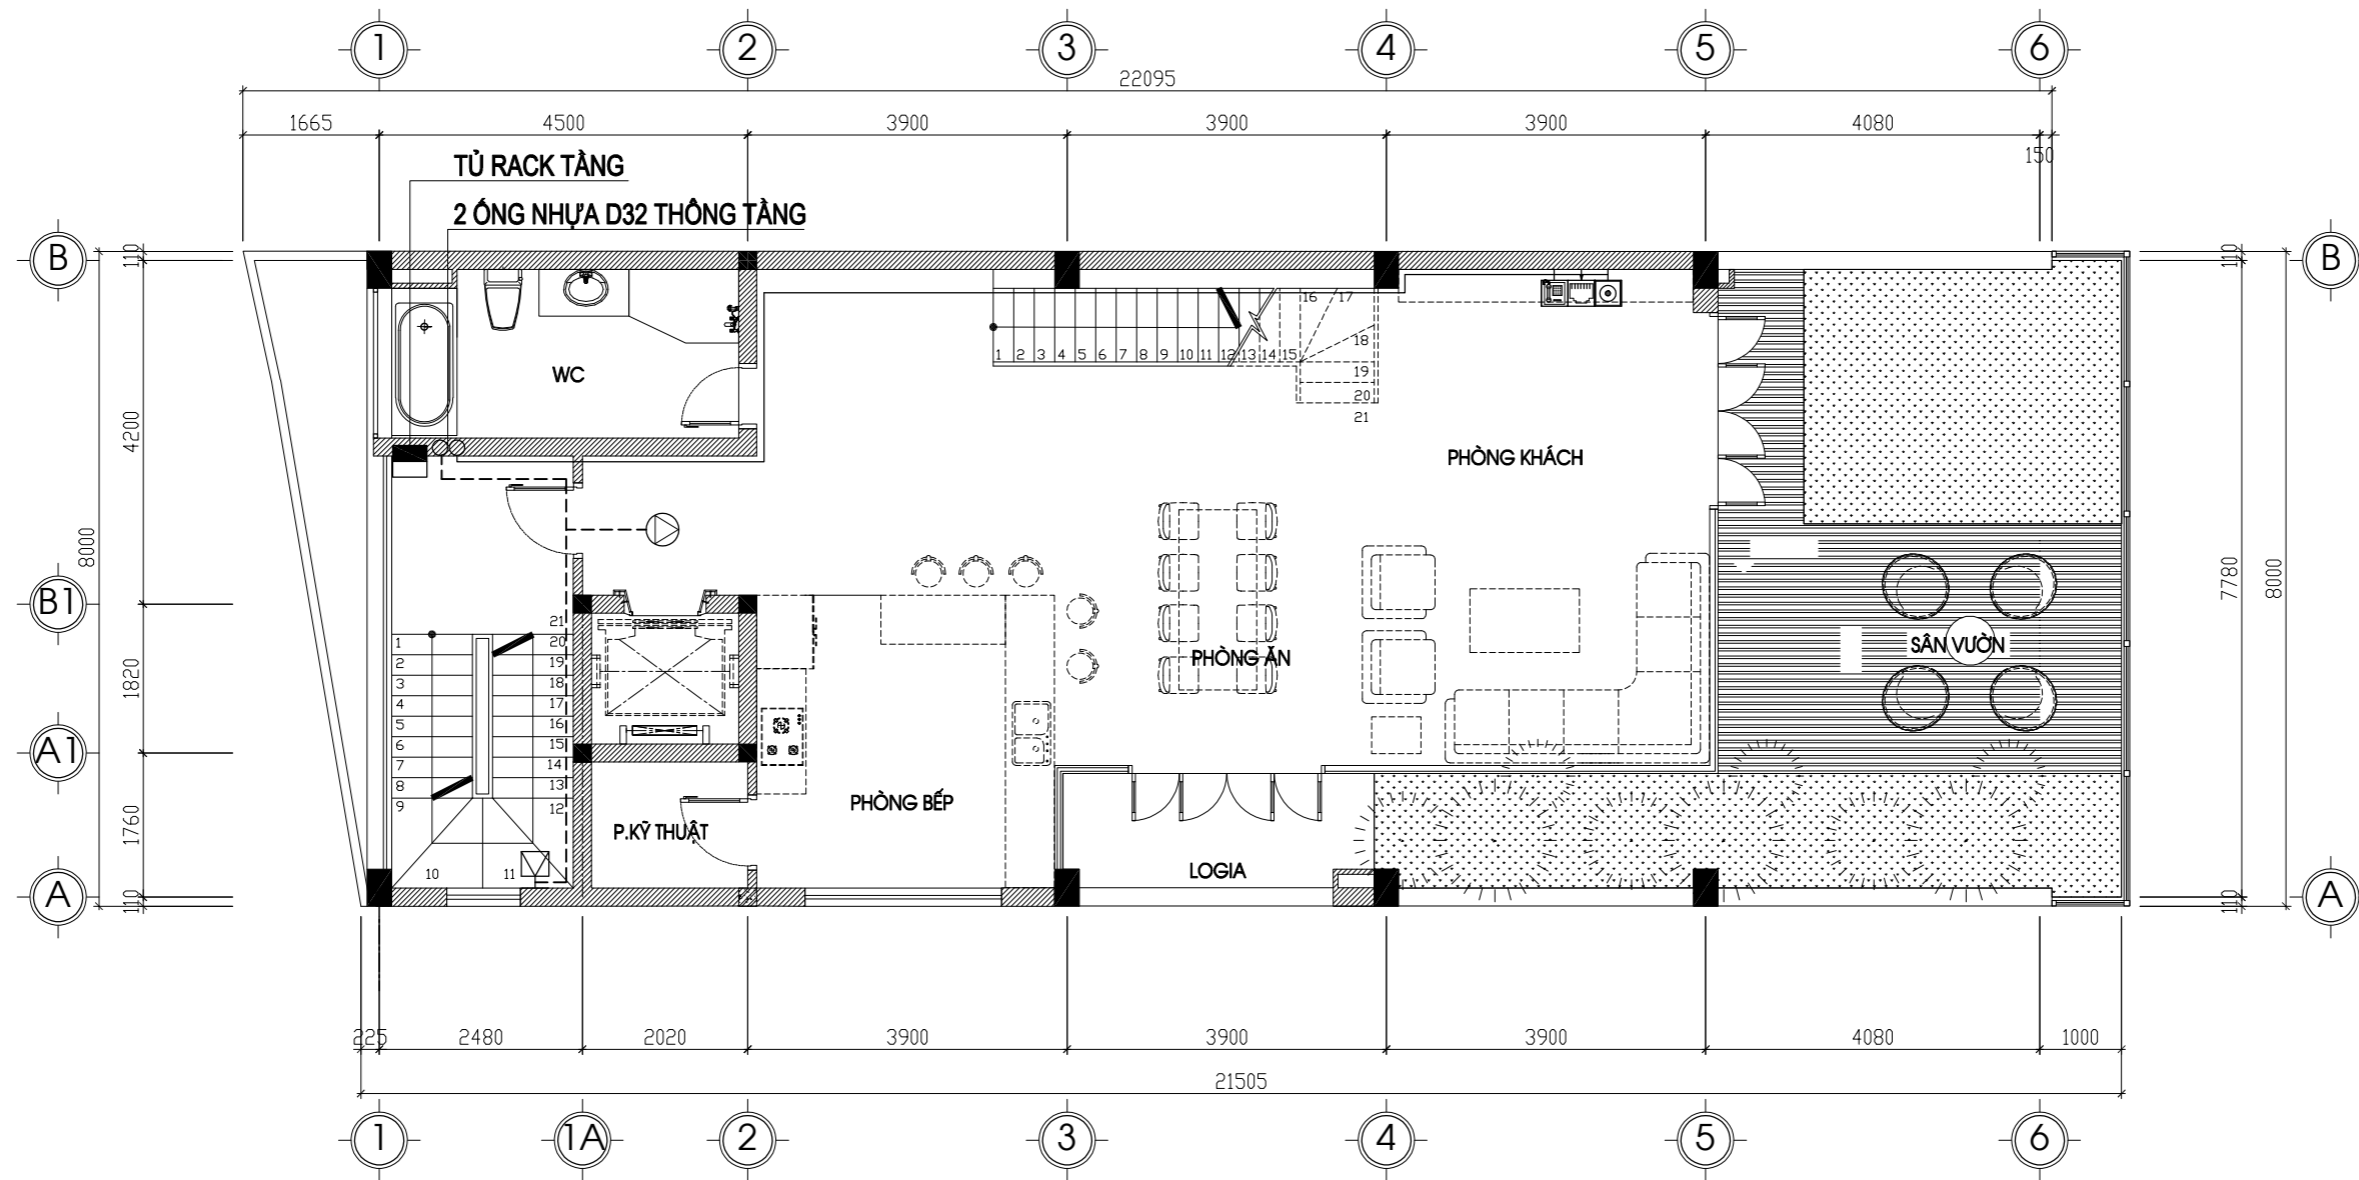 1 2 3 4 5 6
22095
1665 4500 3900 3900 3900 4080
150
TỦ RACK TẦNG
2 ỐNG NHỰA D32 THÔNG TẦNG
B 110 110 B
16 17
18
1 2 3 4 5 6 7 8 9 10 11 12 13 14 15
WC
19
20
21
4200
PHÒNG KHÁCH
8000
7780
8000
B1
21
1 20
2 19
3 18
4 17
5 16
6 15
7 14
8 13
9 12
10 11
SÂN VƯỜN
PHÒNG ĂN
1820
A1
PHÒNG BẾP
P.KỸ THUẬT
1760
LOGIA
A 110 110 A
225 2480 2020 3900 3900 3900 4080 1000
21505
1 1A 2 3 4 5 6